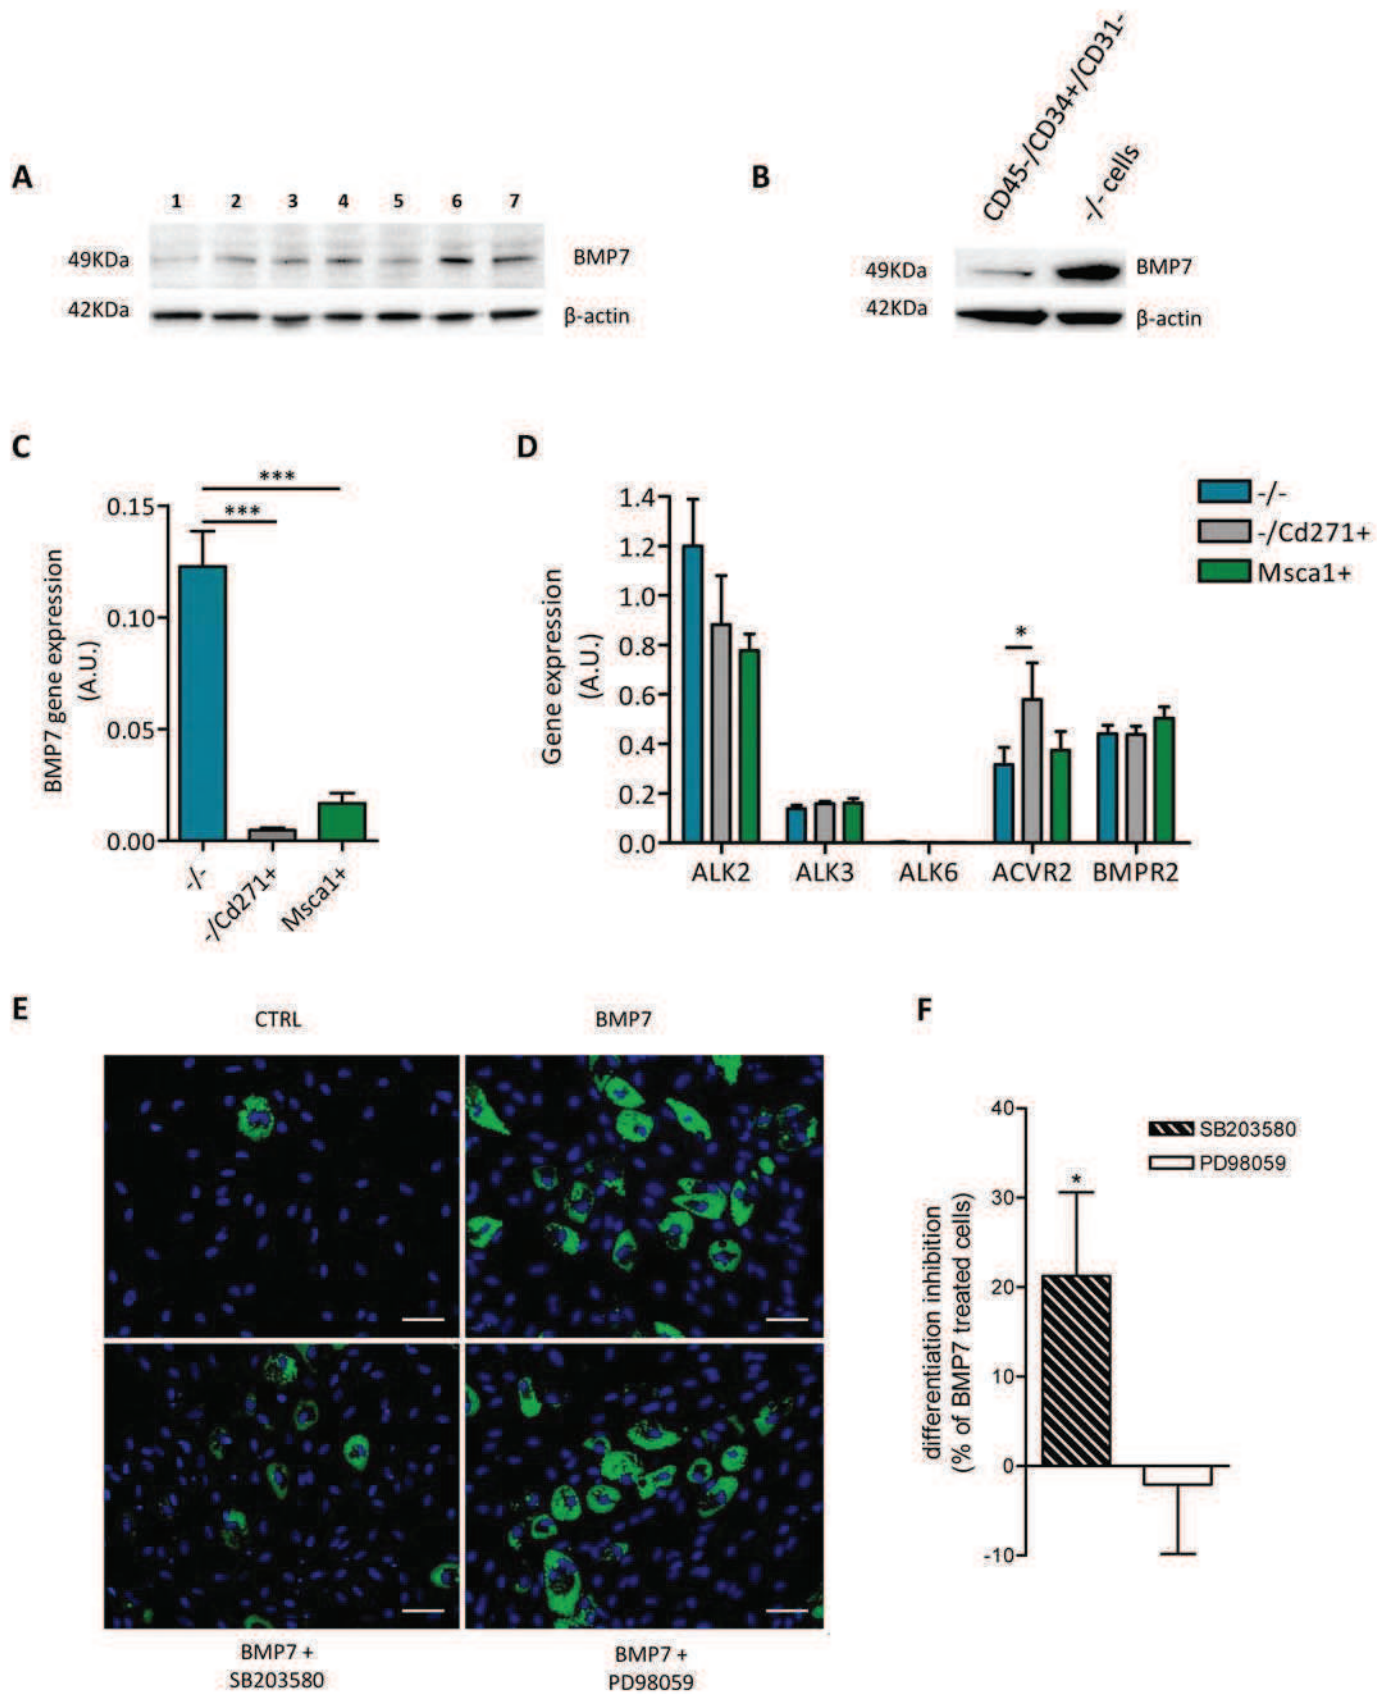 A
1 2 3 4 5 6 7
49KDa
BMP7
42KDa
β-actin
B
CD45-/CD34+/CD31-
-/- cells
49KDa
BMP7
42KDa
β-actin
C
BMP7 gene expression
(A.U.)
0.15
0.10
0.05
0.00
***
***
-/-
-/Cd271+
Msca1+
D
Gene expression
(A.U.)
1.4
1.2
1.0
0.8
0.6
0.4
0.2
0.0
*
ALK2 ALK3 ALK6 ACVR2 BMPR2
-/-
-/Cd271+
Msca1+
E
CTRL
BMP7
BMP7 +
SB203580
BMP7 +
PD98059
F
differentiation inhibition
(% of BMP7 treated cells)
40
30
20
10
0
-10
*
SB203580
PD98059